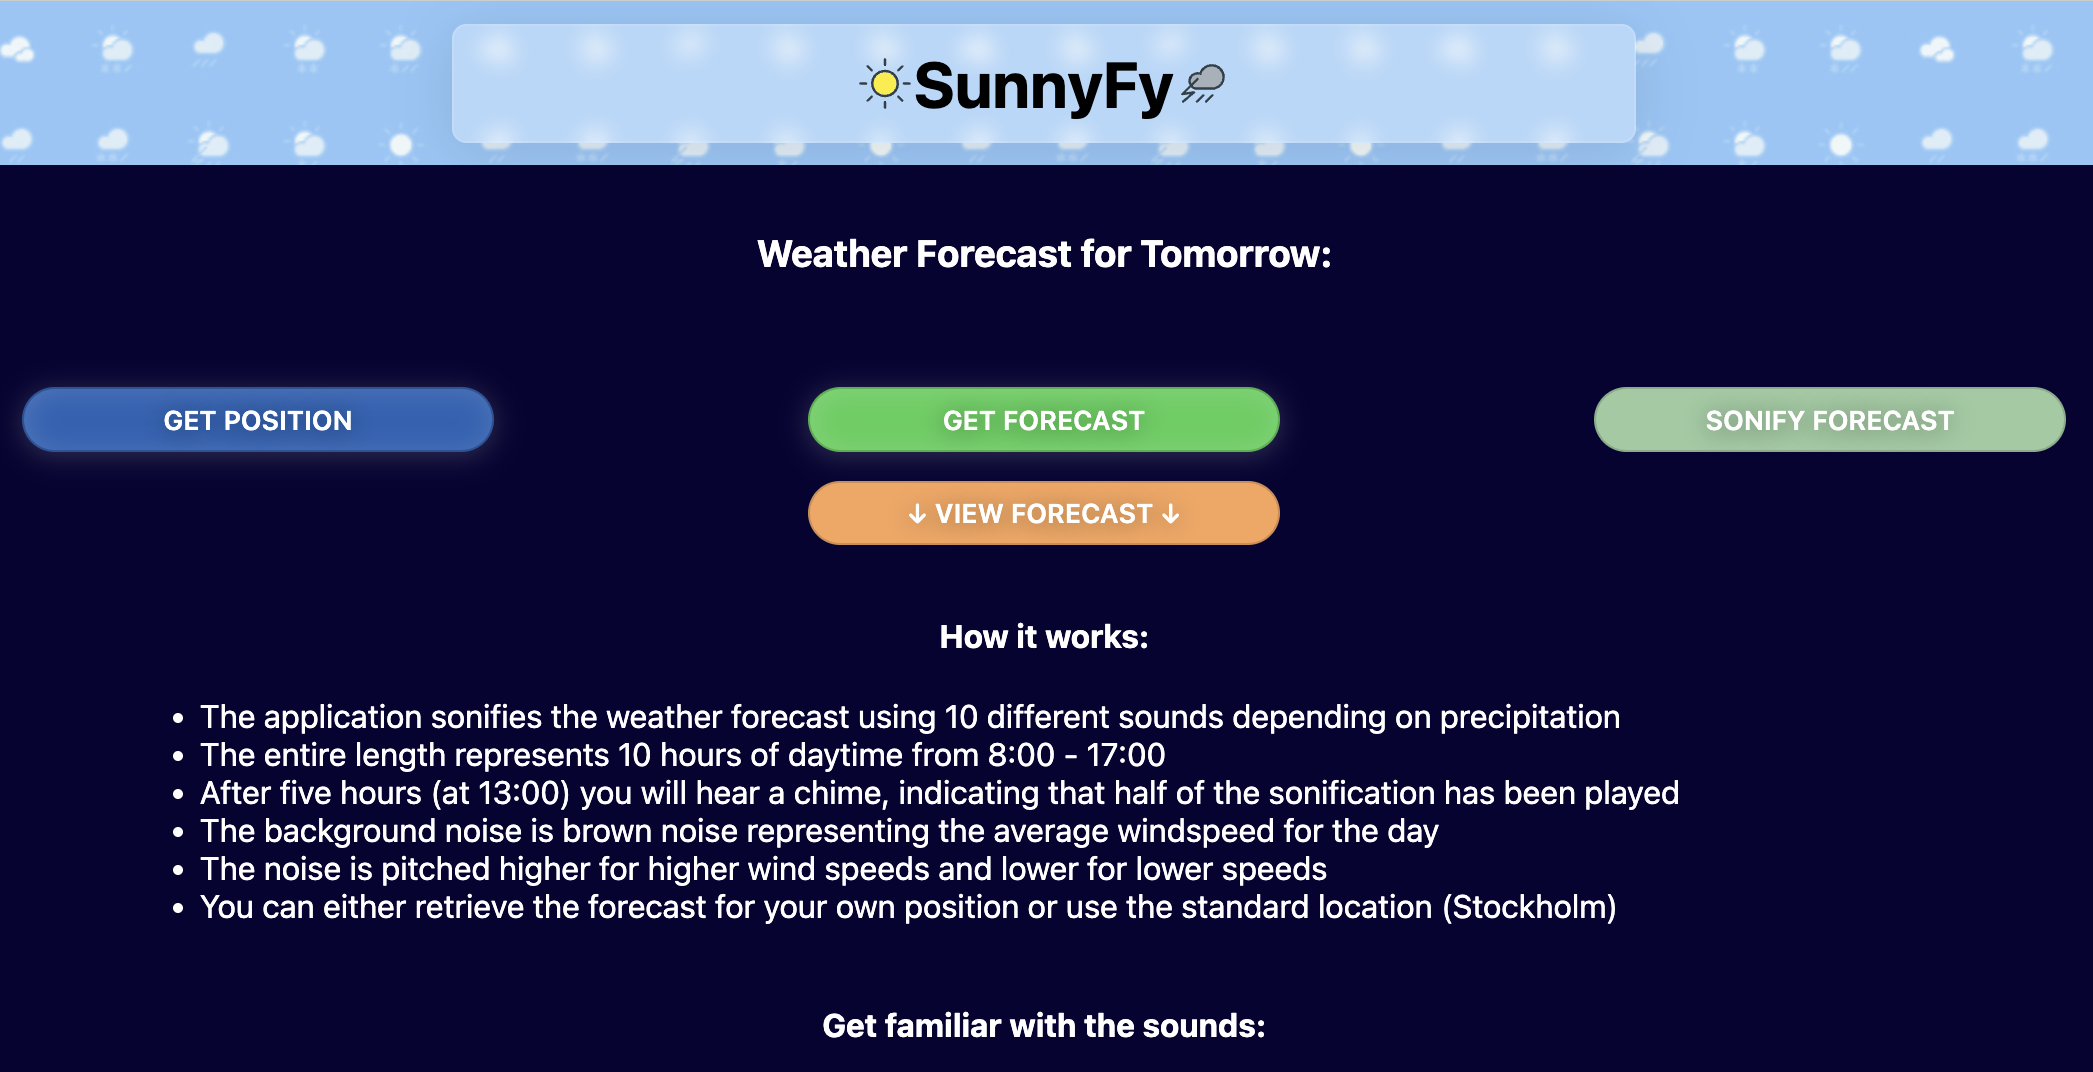 SunnyFy
Weather Forecast for Tomorrow:
GET POSITION
GET FORECAST
SONIFY FORECAST
↓ VIEW FORECAST ↓
How it works:
• The application sonifies the weather forecast using 10 different sounds depending on precipitation
• The entire length represents 10 hours of daytime from 8:00 - 17:00
• After five hours (at 13:00) you will hear a chime, indicating that half of the sonification has been played
• The background noise is brown noise representing the average windspeed for the day
• The noise is pitched higher for higher wind speeds and lower for lower speeds
• You can either retrieve the forecast for your own position or use the standard location (Stockholm)
Get familiar with the sounds: